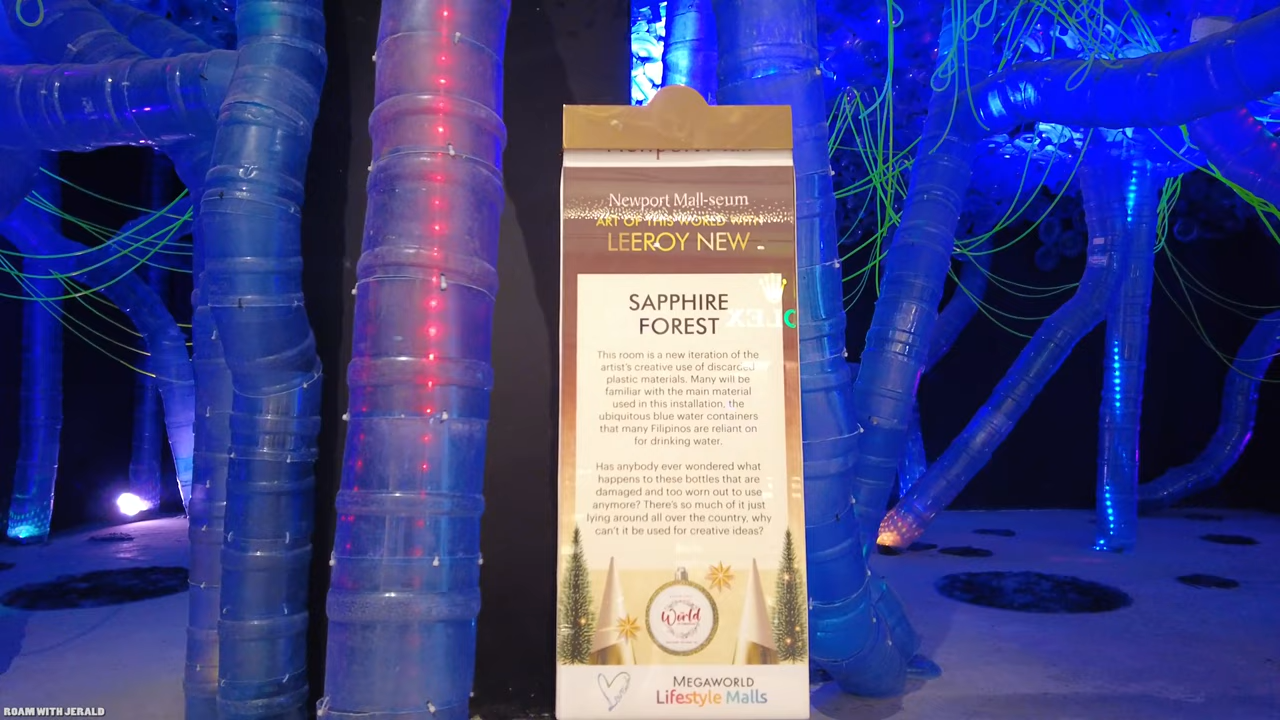 Newport Mall-seum
ART OF THIS WORLD WITH
LEEROY NEW
SAPPHIRE
FOREST
ROLEX
This room is a new iteration of the
artist's creative use of discarded
plastic materials. Many will be
familiar with the main material
used in this installation, the
ubiquitous blue water containers
that many Filipinos are reliant on
for drinking water.
Has anybody ever wondered what
happens to these bottles that are
damaged and too worn out to use
anymore? There's so much of it just
lying around all over the country, why
can't it be used for creative ideas?
World
MEGAWORLD
Lifestyle Malls
ROAM WITH JERALD